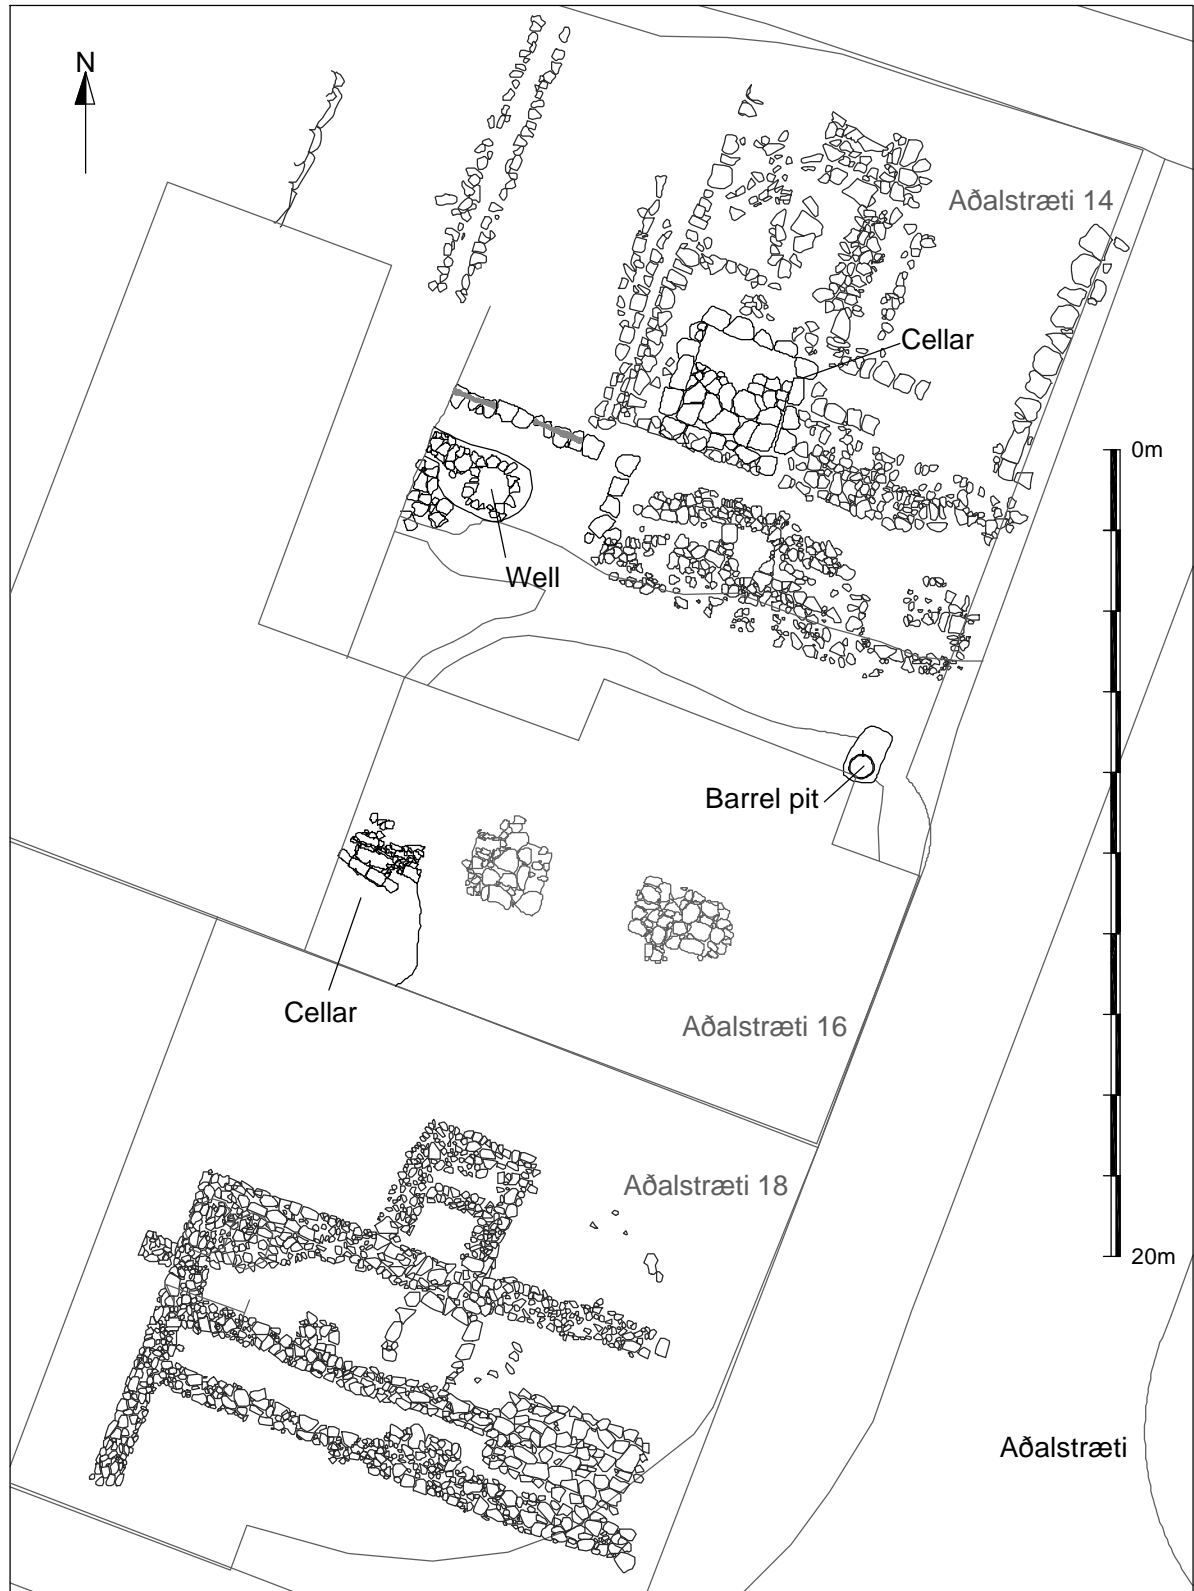 N
Aðalstræti 14
Cellar
0m
Well
Barrel pit
Cellar
Aðalstræti 16
Aðalstræti 18
20m
Aðalstræti